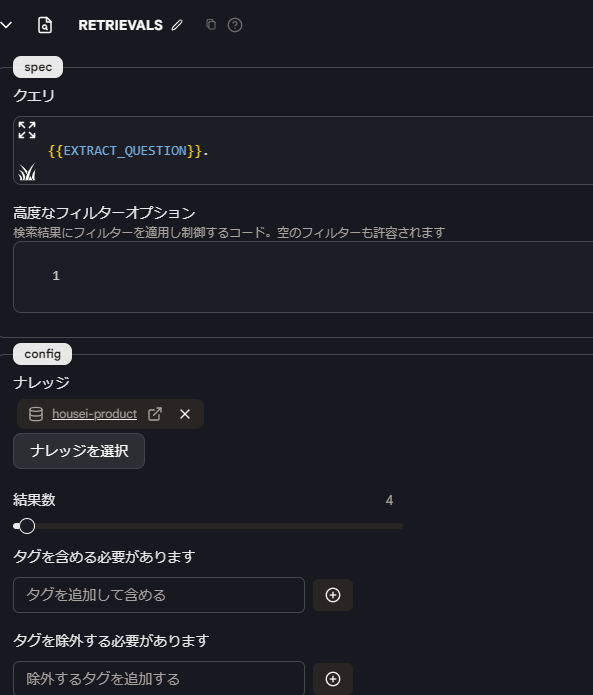 RETRIEVALS
spec
クエリ
{{EXTRACT_QUESTION}}.
高度なフィルターオプション
検索結果にフィルターを適用し制御するコード。空のフィルターも許容されます
1
config
ナレッジ
housei-product
ナレッジを選択
結果数 4
タグを含める必要があります
タグを追加して含める
タグを除外する必要があります
除外するタグを追加する